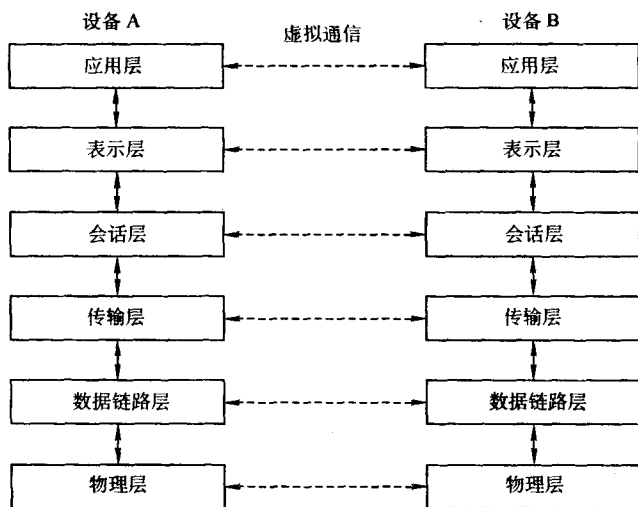 设备 A 虚拟通信 设备 B
应用层 应用层
表示层 表示层
会话层 会话层
传输层 传输层
数据链路层 数据链路层
物理层 物理层